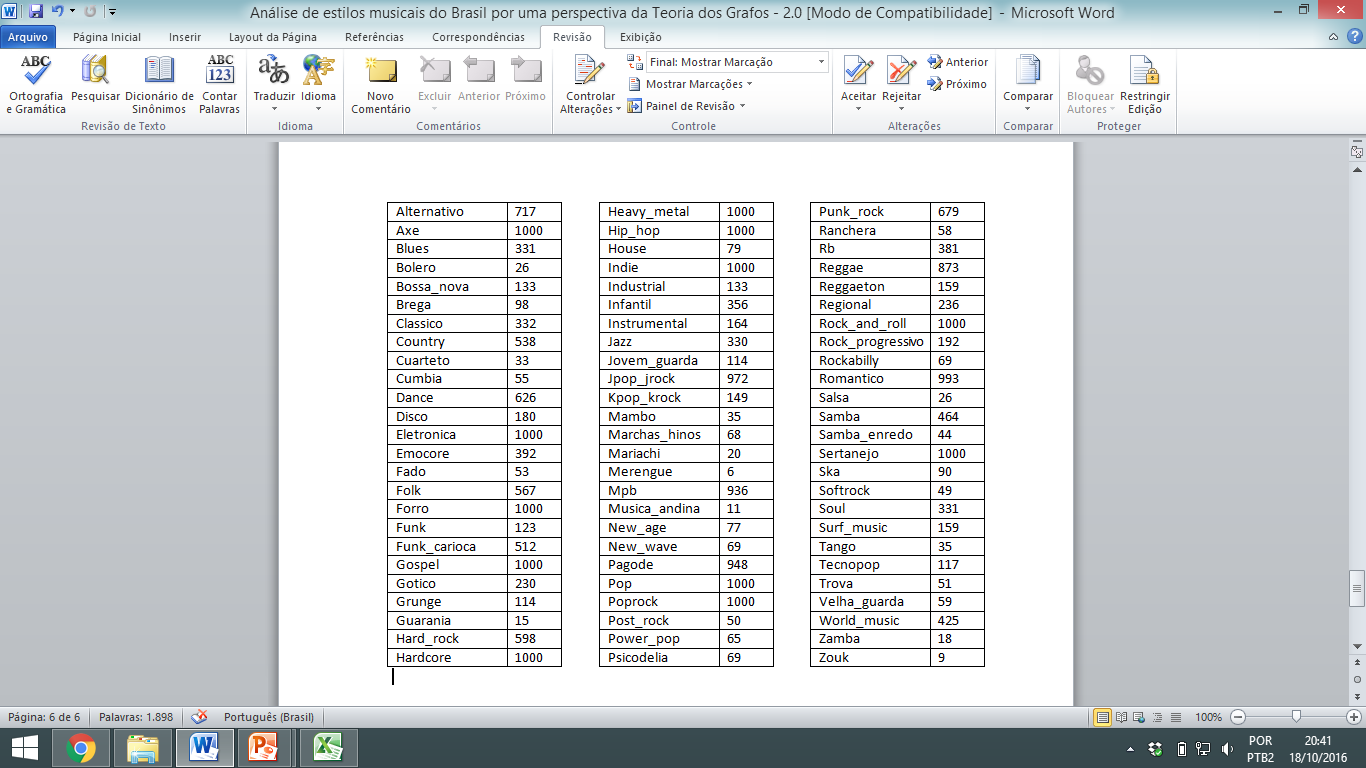 Análise de estilos musicais do Brasil por uma perspectiva da Teoria dos Grafos - 2.0 [Modo de Compatibilidade] - Microsoft Word
Arquivo Página Inicial Inserir Layout da Página Referências Correspondências Revisão Exibição
ABC Ortografia e Gramática
Pesquisar
Dicionário de Sinônimos
ABC 123 Contar Palavras
Revisão de Texto
Traduzir
Idioma
Idioma
Novo Comentário
Excluir
Anterior
Próximo
Comentários
Controlar Alterações
Final: Mostrar Marcação
Mostrar Marcações
Painel de Revisão
Controle
Aceitar
Rejeitar
Anterior
Próximo
Alterações
Comparar
Comparar
Bloquear Autores
Restringir Edição
Proteger
Alternativo 717
Axe 1000
Blues 331
Bolero 26
Bossa_nova 133
Brega 98
Classico 332
Country 538
Cuarteto 33
Cumbia 55
Dance 626
Disco 180
Eletronica 1000
Emocore 392
Fado 53
Folk 567
Forro 1000
Funk 123
Funk_carioca 512
Gospel 1000
Gotico 230
Grunge 114
Guarania 15
Hard_rock 598
Hardcore 1000
Heavy_metal 1000
Hip_hop 1000
House 79
Indie 1000
Industrial 133
Infantil 356
Instrumental 164
Jazz 330
Jovem_guarda 114
Jpop_jrock 972
Kpop_krock 149
Mambo 35
Marchas_hinos 68
Mariachi 20
Merengue 6
Mpb 936
Musica_andina 11
New_age 77
New_wave 69
Pagode 948
Pop 1000
Poprock 1000
Post_rock 50
Power_pop 65
Psicodelia 69
Punk_rock 679
Ranchera 58
Rb 381
Reggae 873
Reggaeton 159
Regional 236
Rock_and_roll 1000
Rock_progressivo 192
Rockabilly 69
Romantico 993
Salsa 26
Samba 464
Samba_enredo 44
Sertanejo 1000
Ska 90
Softrock 49
Soul 331
Surf_music 159
Tango 35
Tecnopop 117
Trova 51
Velha_guarda 59
World_music 425
Zamba 18
Zouk 9
Página: 6 de 6 Palavras: 1.898 Português (Brasil) 100%
POR 20:41
PTB2 18/10/2016